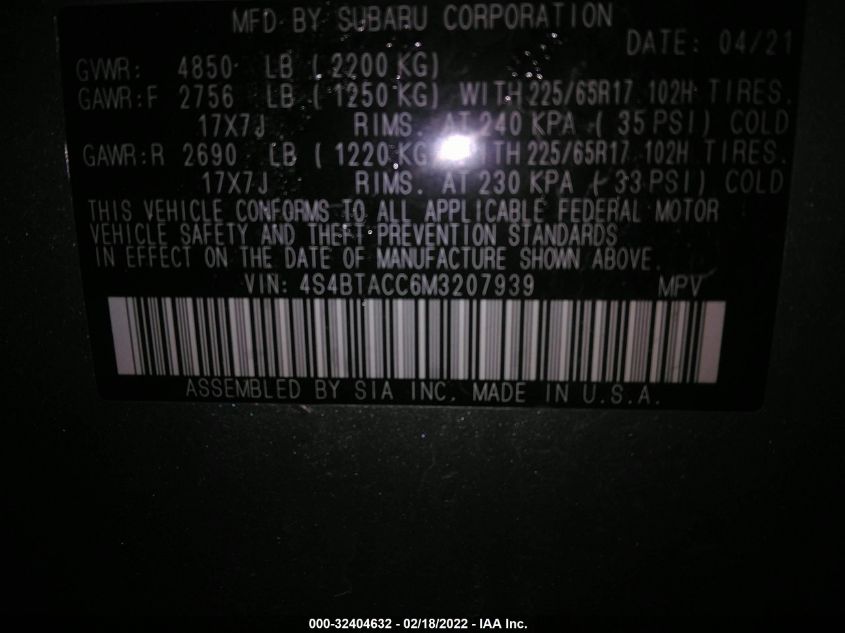 MFD BY SUBARU CORPORATION
DATE: 04/21
GVWR: 4850 LB ( 2200 KG)
GAWR:F 2756 LB ( 1250 KG) WITH 225/65R17 102H TIRES.
17X7J RIMS. AT 240 KPA ( 35 PSI) COLD
GAWR:R 2690 LB ( 1220 KG) WITH 225/65R17 102H TIRES.
17X7J RIMS. AT 230 KPA ( 33 PSI) COLD
THIS VEHICLE CONFORMS TO ALL APPLICABLE FEDERAL MOTOR
VEHICLE SAFETY AND THEFT PREVENTION STANDARDS
IN EFFECT ON THE DATE OF MANUFACTURE SHOWN ABOVE.
VIN: 4S4BTACC6M3207939 MPV
ASSEMBLED BY SIA INC. MADE IN U.S.A.
000-32404632 - 02/18/2022 - IAA Inc.